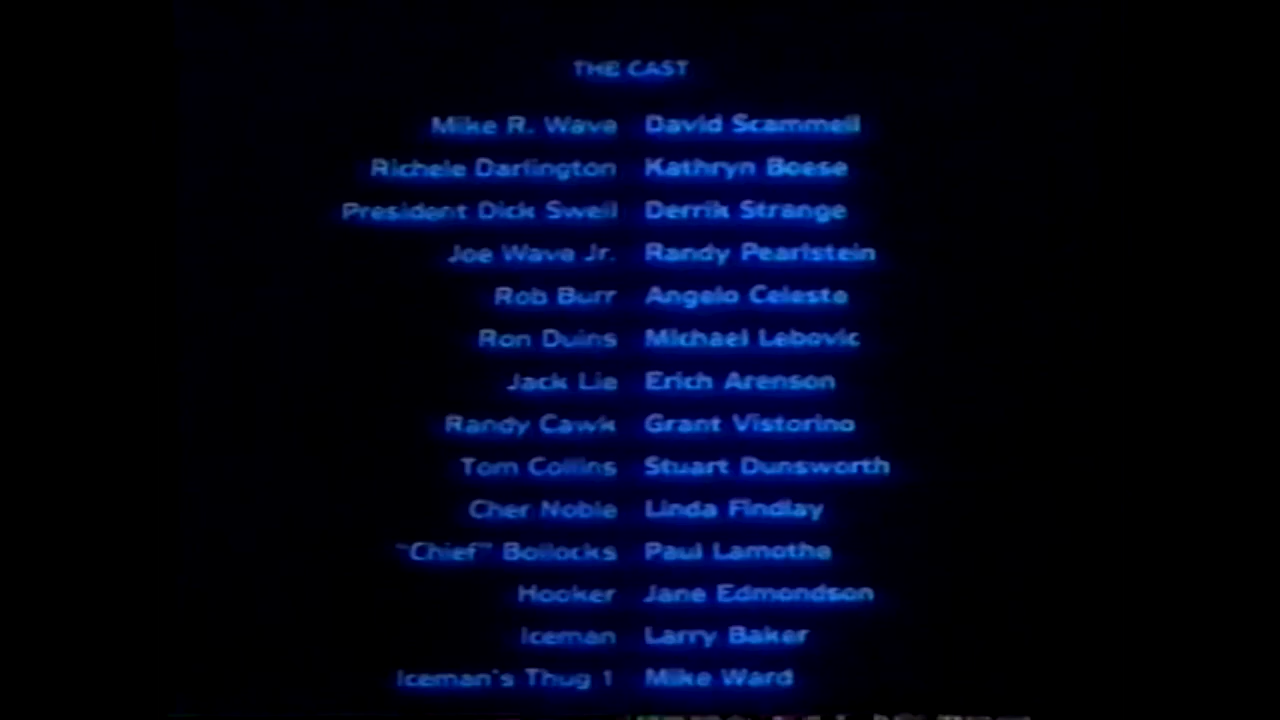 THE CAST
Mike R. Wave David Scammell
Richele Darlington Kathryn Boese
President Dick Swell Derrik Strange
Joe Wave Jr. Randy Pearlstein
Rob Burr Angelo Celeste
Ron Duins Michael Lebovic
Jack Lie Erich Arenson
Randy Cawk Grant Vistorino
Tom Collins Stuart Dunsworth
Cher Noble Linda Findlay
"Chief" Bollocks Paul Lamothe
Hooker Jane Edmondson
Iceman Larry Baker
Iceman's Thug 1 Mike Ward